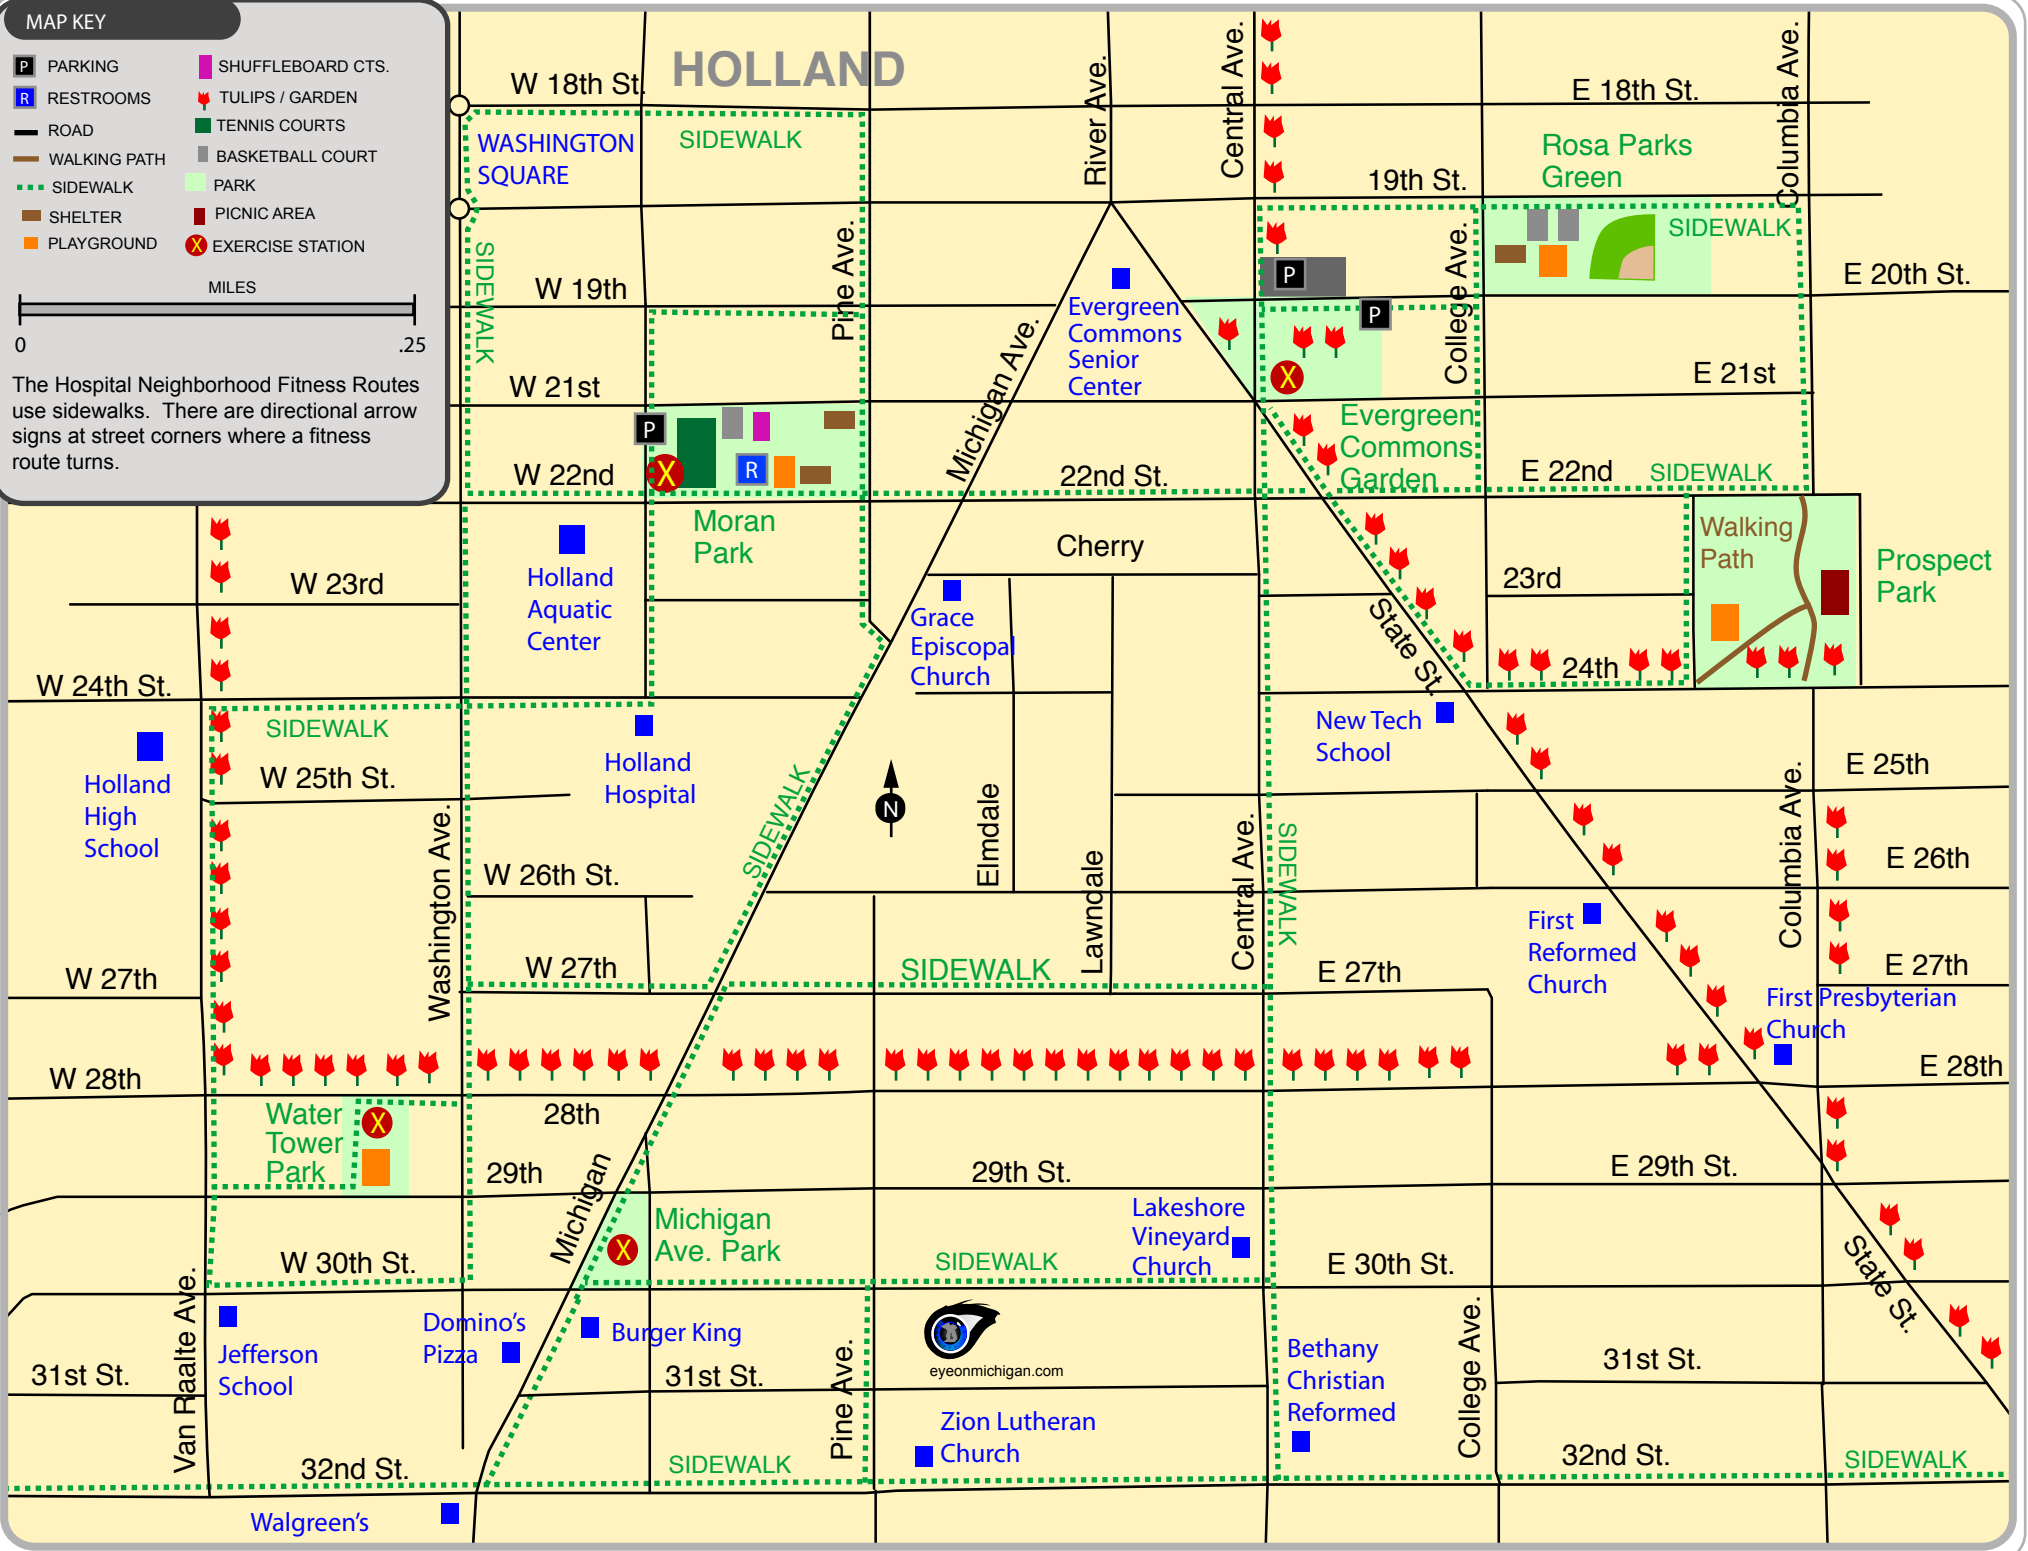 MAP KEY
P PARKING
R RESTROOMS
ROAD
WALKING PATH
SIDEWALK
SHELTER
PLAYGROUND
SHUFFLEBOARD CTS.
TULIPS / GARDEN
TENNIS COURTS
BASKETBALL COURT
PARK
PICNIC AREA
X EXERCISE STATION
MILES
0 .25
The Hospital Neighborhood Fitness Routes
use sidewalks. There are directional arrow
signs at street corners where a fitness
route turns.
HOLLAND
W 18th St.
E 18th St.
WASHINGTON
SQUARE
SIDEWALK
River Ave.
Central Ave.
Columbia Ave.
Rosa Parks
Green
19th St.
SIDEWALK
SIDEWALK
Pine Ave.
College Ave.
W 19th
E 20th St.
P
P
Evergreen
Commons
Senior
Center
Michigan Ave.
W 21st
E 21st
X
Evergreen
Commons
Garden
P
X
R
W 22nd
22nd St.
E 22nd
SIDEWALK
Moran
Park
Walking
Path
Prospect
Park
Cherry
Holland
Aquatic
Center
W 23rd
23rd
Grace
Episcopal
Church
State St.
24th
W 24th St.
SIDEWALK
New Tech
School
Holland
High
School
W 25th St.
Holland
Hospital
SIDEWALK
N
E 25th
Washington Ave.
Elmdale
Lawndale
Central Ave.
SIDEWALK
Columbia Ave.
W 26th St.
E 26th
First
Reformed
Church
W 27th
W 27th
SIDEWALK
E 27th
E 27th
First Presbyterian
Church
W 28th
28th
E 28th
Water
Tower
Park
X
29th
29th St.
E 29th St.
Michigan
Michigan
Ave. Park
X
Lakeshore
Vineyard
Church
W 30th St.
SIDEWALK
E 30th St.
State St.
Van Raalte Ave.
Jefferson
School
Domino's
Pizza
Burger King
eyeonmichigan.com
Bethany
Christian
Reformed
College Ave.
31st St.
31st St.
31st St.
Pine Ave.
Zion Lutheran
Church
32nd St.
SIDEWALK
32nd St.
SIDEWALK
Walgreen's